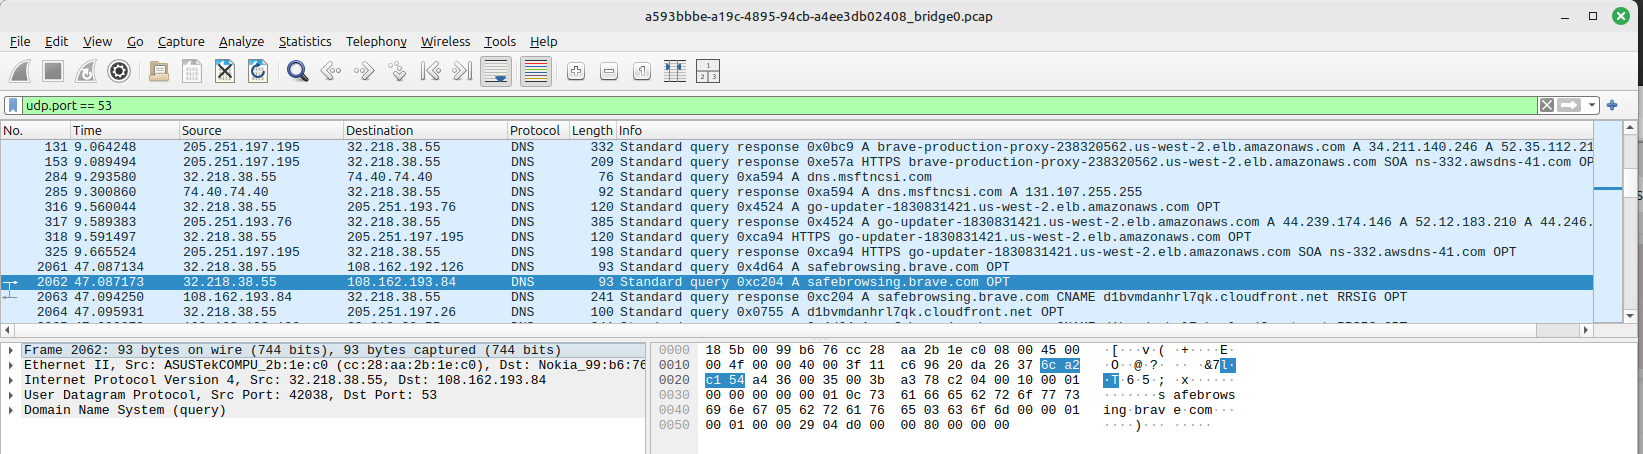 a593bbbe-a19c-4895-94cb-a4ee3db02408_bridge0.pcap
File Edit View Go Capture Analyze Statistics Telephony Wireless Tools Help
udp.port == 53
No. Time Source Destination Protocol Length Info
131 9.064248 205.251.197.195 32.218.38.55 DNS 332 Standard query response 0x0bc9 A brave-production-proxy-238320562.us-west-2.elb.amazonaws.com A 34.211.140.246 A 52.35.112.21
153 9.089494 205.251.197.195 32.218.38.55 DNS 209 Standard query response 0xe57a HTTPS brave-production-proxy-238320562.us-west-2.elb.amazonaws.com SOA ns-332.awsdns-41.com OP
284 9.293580 32.218.38.55 74.40.74.40 DNS 76 Standard query 0xa594 A dns.msftncsi.com
285 9.300860 74.40.74.40 32.218.38.55 DNS 92 Standard query response 0xa594 A dns.msftncsi.com A 131.107.255.255
316 9.560044 32.218.38.55 205.251.193.76 DNS 120 Standard query 0x4524 A go-updater-1830831421.us-west-2.elb.amazonaws.com OPT
317 9.589383 205.251.193.76 32.218.38.55 DNS 385 Standard query response 0x4524 A go-updater-1830831421.us-west-2.elb.amazonaws.com A 44.239.174.146 A 52.12.183.210 A 44.246.
318 9.591497 32.218.38.55 205.251.197.195 DNS 120 Standard query 0xca94 HTTPS go-updater-1830831421.us-west-2.elb.amazonaws.com OPT
325 9.665524 205.251.197.195 32.218.38.55 DNS 198 Standard query response 0xca94 HTTPS go-updater-1830831421.us-west-2.elb.amazonaws.com SOA ns-332.awsdns-41.com OPT
2061 47.087134 32.218.38.55 108.162.192.126 DNS 93 Standard query 0x4d64 A safebrowsing.brave.com OPT
2062 47.087173 32.218.38.55 108.162.193.84 DNS 93 Standard query 0xc204 A safebrowsing.brave.com OPT
2063 47.094250 108.162.193.84 32.218.38.55 DNS 241 Standard query response 0xc204 A safebrowsing.brave.com CNAME d1bvmdanhrl7qk.cloudfront.net RRSIG OPT
2064 47.095931 32.218.38.55 205.251.197.26 DNS 100 Standard query 0x0755 A d1bvmdanhrl7qk.cloudfront.net OPT
Frame 2062: 93 bytes on wire (744 bits), 93 bytes captured (744 bits)
Ethernet II, Src: ASUSTekCOMPU_2b:1e:c0 (cc:28:aa:2b:1e:c0), Dst: Nokia_99:b6:76
Internet Protocol Version 4, Src: 32.218.38.55, Dst: 108.162.193.84
User Datagram Protocol, Src Port: 42038, Dst Port: 53
Domain Name System (query)
0000 18 5b 00 99 b6 76 cc 28 aa 2b 1e c0 08 00 45 00 ·[···v·( ·+····E·
0010 00 4f 00 00 40 00 3f 11 c6 96 20 da 26 37 6c a2 ·O··@·?· ·· ·&7l·
0020 c1 54 a4 36 00 35 00 3b a3 78 c2 04 00 10 00 01 ·T·6·5·; ·x······
0030 00 00 00 00 00 01 0c 73 61 66 65 62 72 6f 77 73 ·······s afebrows
0040 69 6e 67 05 62 72 61 76 65 03 63 6f 6d 00 00 01 ing·brav e·com···
0050 00 01 00 00 29 04 d0 00 00 80 00 00 00 ····)··· ·····